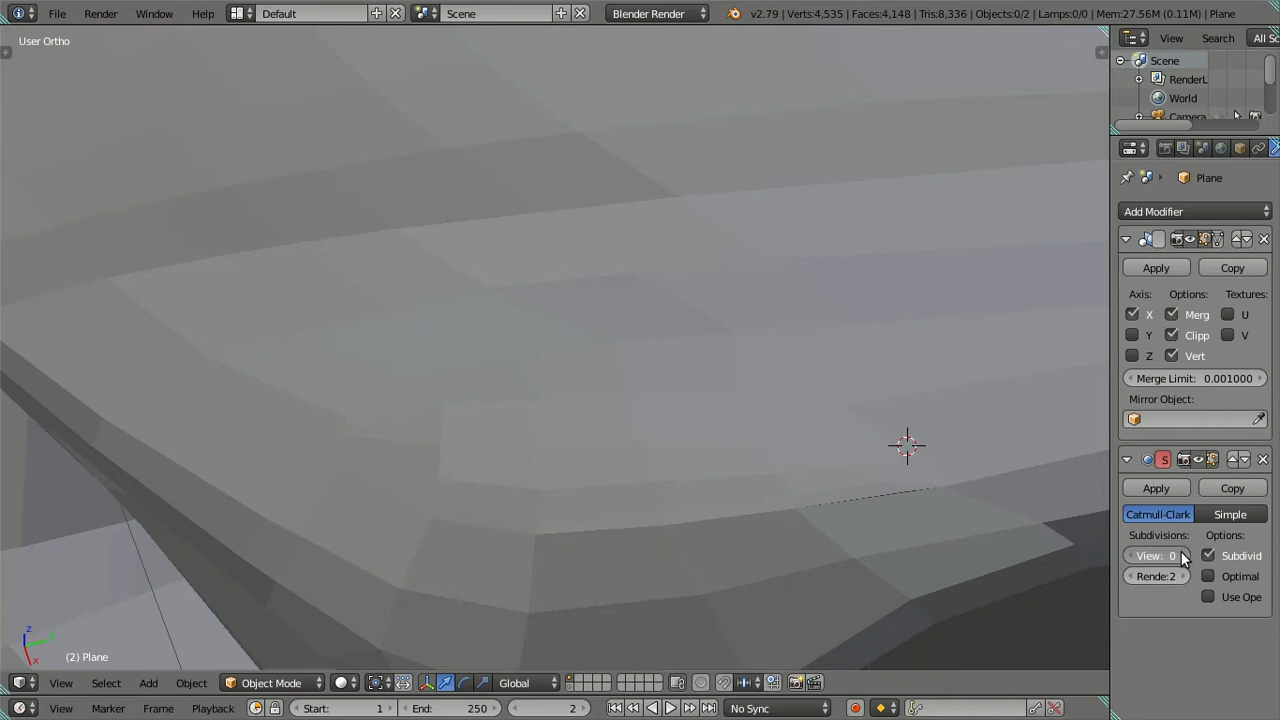 File Render Window Help Default Scene Blender Render v2.79 | Verts:4,535 | Faces:4,148 | Tris:8,336 | Objects:0/2 | Lamps:0/0 | Mem:27.56M (0.11M) | Plane
User Ortho
View Search All Sc
Scene
RenderL
World
Camera
Plane
Add Modifier
Apply Copy
Axis: Options: Textures:
X Merg U
Y Clipp V
Z Vert
Merge Limit: 0.001000
Mirror Object:
S
Apply Copy
Catmull-Clark Simple
Subdivisions: Options:
View: 0 Subdivid
Rende:2 Optimal
Use Ope
z
y
x
(2) Plane
View Select Add Object Object Mode Global
View Marker Frame Playback Start: 1 End: 250 2 No Sync